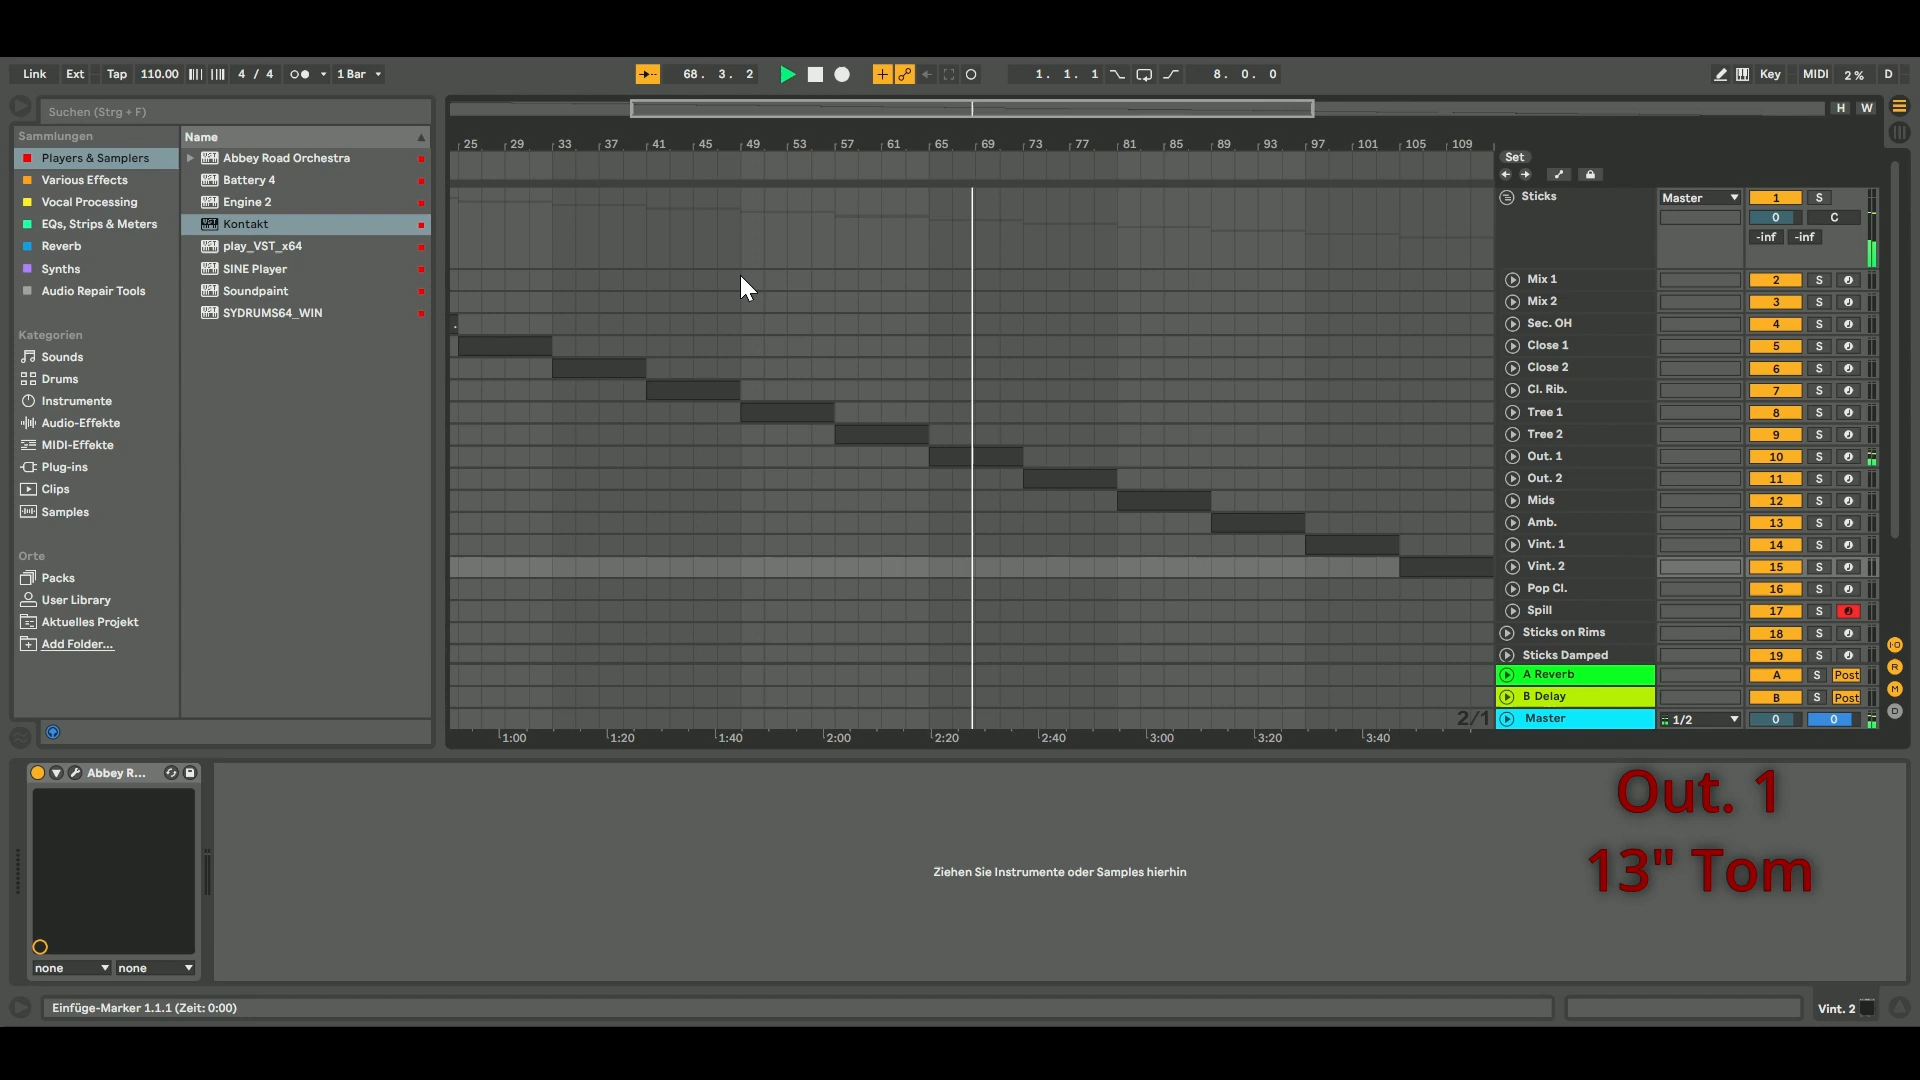 Link Ext Tap 110.00 4 / 4 1 Bar 68. 3. 2 1. 1. 1 8. 0. 0 Key MIDI 2 % D
Suchen (Strg + F)
H W
Sammlungen
Players & Samplers
Various Effects
Vocal Processing
EQs, Strips & Meters
Reverb
Synths
Audio Repair Tools
Kategorien
Sounds
Drums
Instrumente
Audio-Effekte
MIDI-Effekte
Plug-ins
Clips
Samples
Orte
Packs
User Library
Aktuelles Projekt
Add Folder...
Name
Abbey Road Orchestra
Battery 4
Engine 2
Kontakt
play_VST_x64
SINE Player
Soundpaint
SYDRUMS64_WIN
25 29 33 37 41 45 49 53 57 61 65 69 73 77 81 85 89 93 97 101 105 109
Set
Sticks Master 1 S
0 C
-inf -inf
Mix 1 2 S
Mix 2 3 S
Sec. OH 4 S
Close 1 5 S
Close 2 6 S
Cl. Rib. 7 S
Tree 1 8 S
Tree 2 9 S
Out. 1 10 S
Out. 2 11 S
Mids 12 S
Amb. 13 S
Vint. 1 14 S
Vint. 2 15 S
Pop Cl. 16 S
Spill 17 S
Sticks on Rims 18 S
Sticks Damped 19 S
A Reverb A S Post
B Delay B S Post
2/1 Master 1/2 0 0
I·O
R
M
D
1:00 1:20 1:40 2:00 2:20 2:40 3:00 3:20 3:40
Abbey R...
none none
Ziehen Sie Instrumente oder Samples hierhin
Out. 1
13" Tom
Einfüge-Marker 1.1.1 (Zeit: 0:00)
Vint. 2